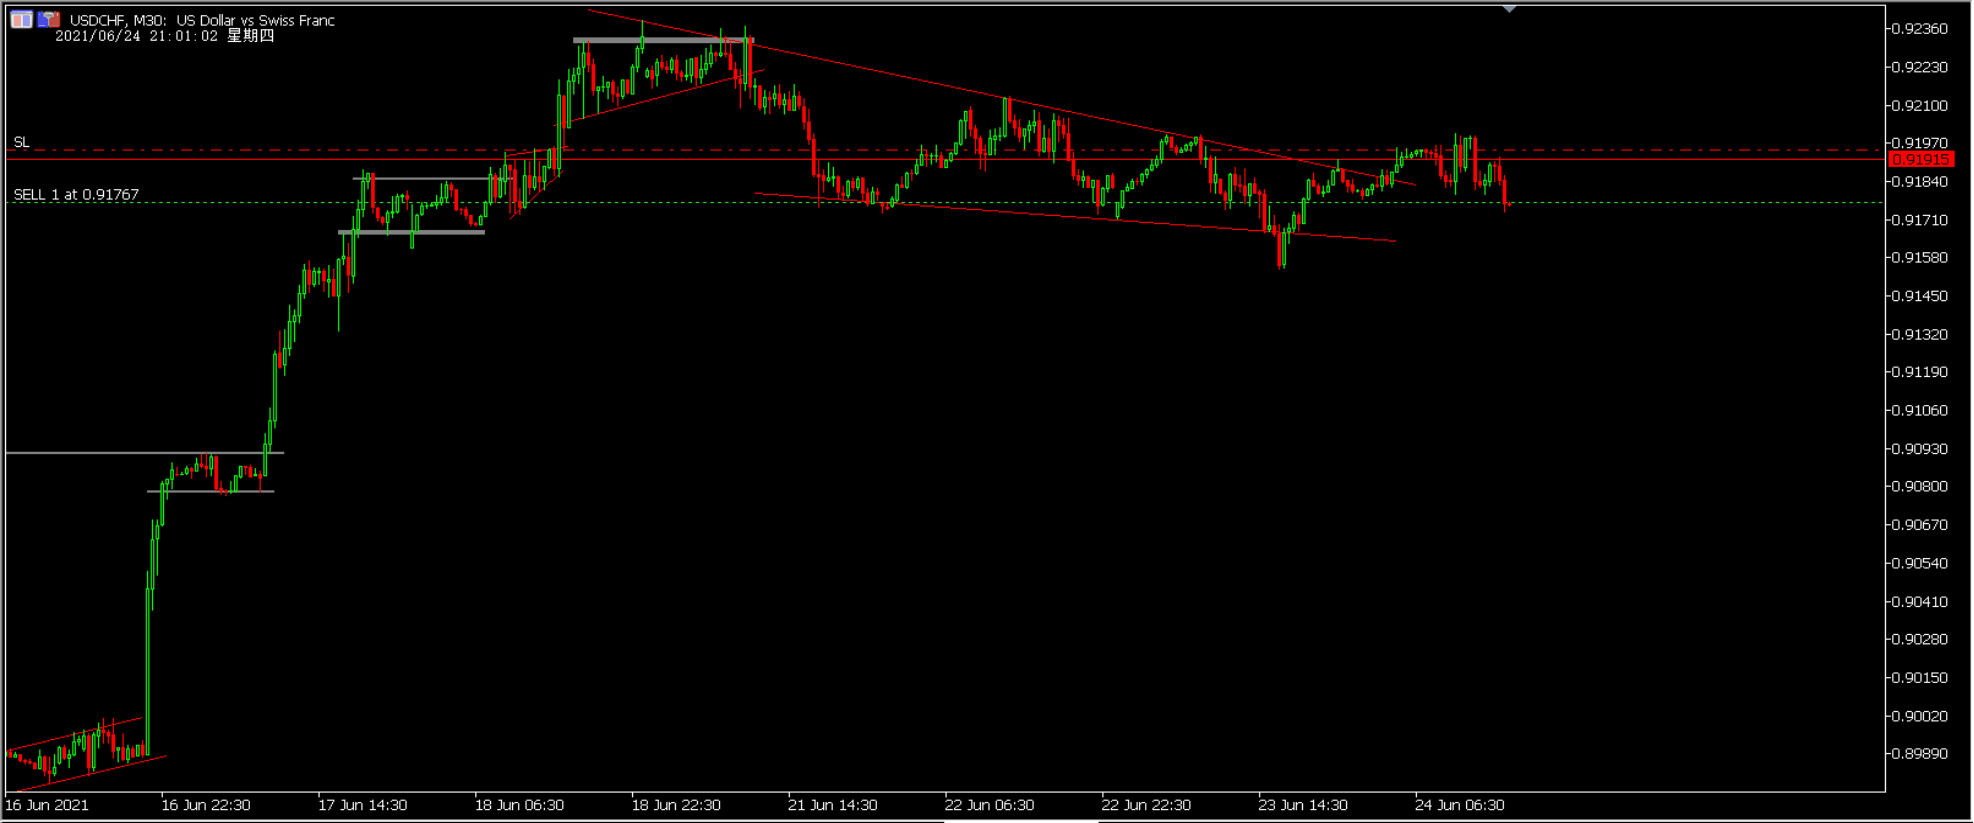 USDCHF, M30: US Dollar vs Swiss Franc
2021/06/24 21:01:02 星期四
SL
SELL 1 at 0.91767
0.92360
0.92230
0.92100
0.91970
0.91915
0.91840
0.91710
0.91580
0.91450
0.91320
0.91190
0.91060
0.90930
0.90800
0.90670
0.90540
0.90410
0.90280
0.90150
0.90020
0.89890
16 Jun 2021
16 Jun 22:30
17 Jun 14:30
18 Jun 06:30
18 Jun 22:30
21 Jun 14:30
22 Jun 06:30
22 Jun 22:30
23 Jun 14:30
24 Jun 06:30